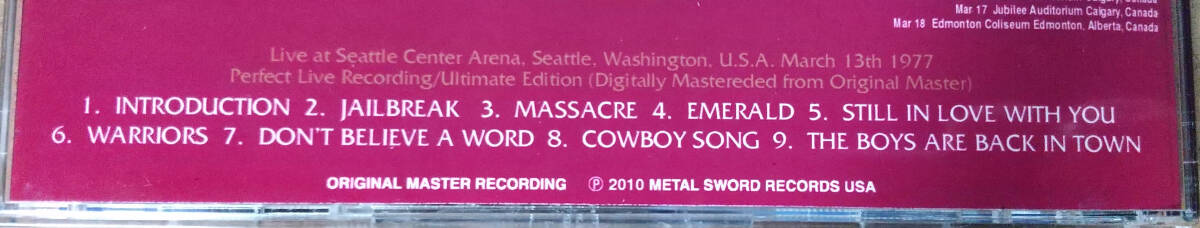 Canada
Mar 17 Jubilee Auditorium Calgary, Canada
Mar 18 Edmonton Coliseum Edmonton, Alberta, Canada
Live at Seattle Center Arena, Seattle, Washington, U.S.A. March 13th 1977
Perfect Live Recording/Ultimate Edition (Digitally Mastereded from Original Master)
1. INTRODUCTION 2. JAILBREAK 3. MASSACRE 4. EMERALD 5. STILL IN LOVE WITH YOU
6. WARRIORS 7. DON'T BELIEVE A WORD 8. COWBOY SONG 9. THE BOYS ARE BACK IN TOWN
ORIGINAL MASTER RECORDING ℗ 2010 METAL SWORD RECORDS USA